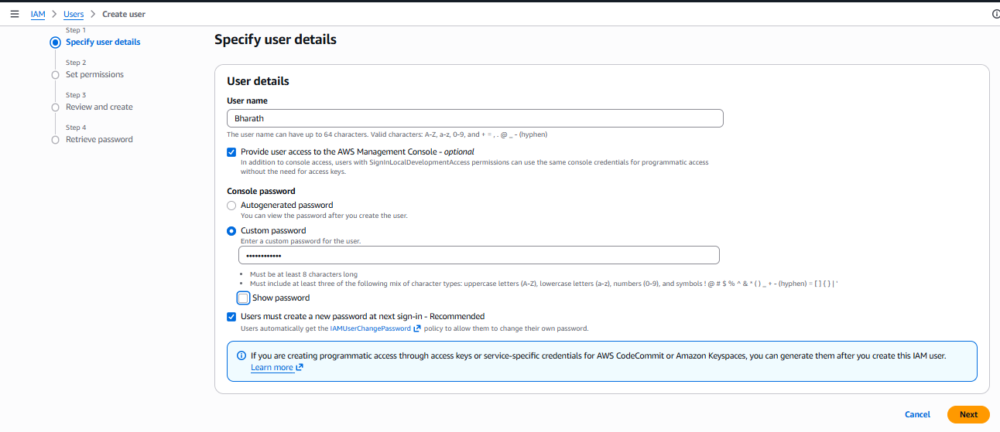 IAM > Users > Create user
Step 1
Specify user details
Step 2
Set permissions
Step 3
Review and create
Step 4
Retrieve password
Specify user details
User details
User name
Bharath
The user name can have up to 64 characters. Valid characters: A-Z, a-z, 0-9, and + = , . @ _ - (hyphen)
Provide user access to the AWS Management Console - optional
In addition to console access, users with SignInLocalDevelopmentAccess permissions can use the same console credentials for programmatic access
without the need for access keys.
Console password
Autogenerated password
You can view the password after you create the user.
Custom password
Enter a custom password for the user.
••••••••••••
• Must be at least 8 characters long
• Must include at least three of the following mix of character types: uppercase letters (A-Z), lowercase letters (a-z), numbers (0-9), and symbols ! @ # $ % ^ & * ( ) _ + - (hyphen) = [ ] { } | '
Show password
Users must create a new password at next sign-in - Recommended
Users automatically get the IAMUserChangePassword policy to allow them to change their own password.
If you are creating programmatic access through access keys or service-specific credentials for AWS CodeCommit or Amazon Keyspaces, you can generate them after you create this IAM user.
Learn more
Cancel
Next